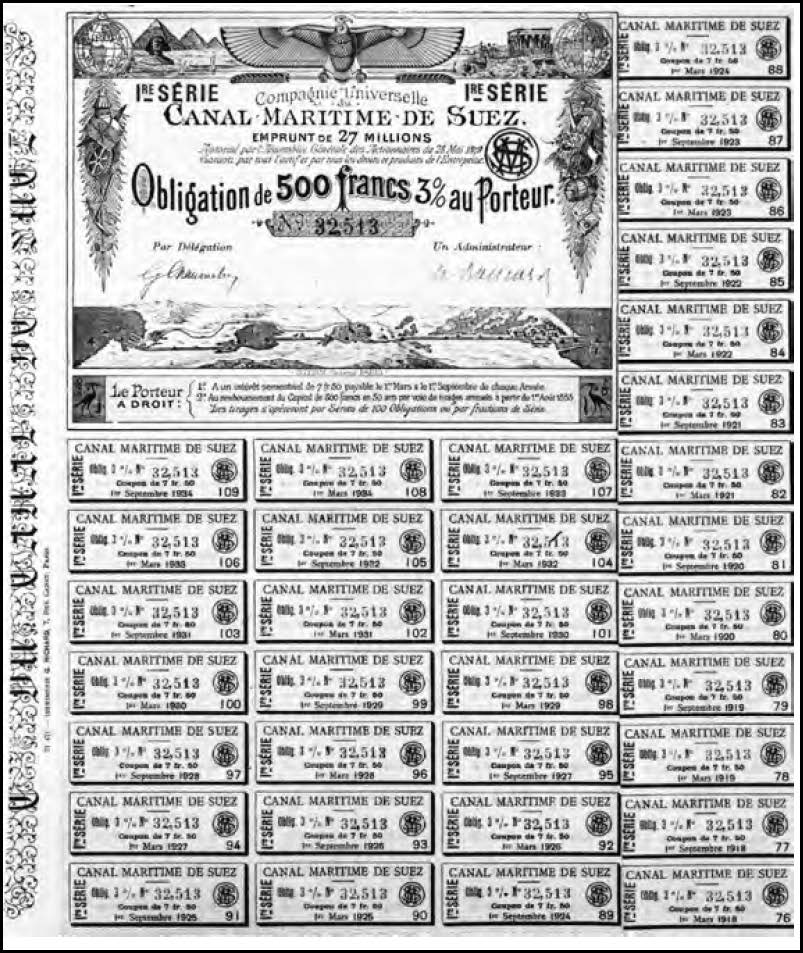 1RE SÉRIE
Compagnie Universelle
1RE SÉRIE
du
CANAL MARITIME DE SUEZ.
EMPRUNT DE 27 MILLIONS
par l'Assemblée Générale des Actionnaires de 28 Mai
par tout l'actif et par tous les droits et produits de l'Entreprise.
Obligation de 500 francs 3% au Porteur.
No 32,513
Par Délégation
Un Administrateur :
Le Porteur A DROIT:
1o A un intérêt semestriel de 7 fr 50 payable le 1er Mars et le 1er Septembre de chaque Année.
2o Au remboursement du Capital de 500 francs en 50 ans par voie de tirages annuels à partir du 1er Août
Les tirages s'opéreront par Séries de 100 Obligations ou par fractions de Série.
CANAL MARITIME DE SUEZ
1re SÉRIE
Oblig. 3 o/o No 32,513
Coupon de 7 fr. 50
1er Mars 1924 88
CANAL MARITIME DE SUEZ
1re SÉRIE
Oblig. 3 o/o No 32,513
Coupon de 7 fr. 50
1er Septembre 1923 87
CANAL MARITIME DE SUEZ
1re SÉRIE
Oblig. 3 o/o No 32,513
Coupon de 7 fr. 50
1er Mars 1923 86
CANAL MARITIME DE SUEZ
1re SÉRIE
Oblig. 3 o/o No 32,513
Coupon de 7 fr. 50
1er Septembre 1922 85
CANAL MARITIME DE SUEZ
1re SÉRIE
Oblig. 3 o/o No 32,513
Coupon de 7 fr. 50
1er Mars 1922 84
CANAL MARITIME DE SUEZ
1re SÉRIE
Oblig. 3 o/o No 32,513
Coupon de 7 fr. 50
1er Septembre 1921 83
CANAL MARITIME DE SUEZ
1re SÉRIE
Oblig. 3 o/o No 32,513
Coupon de 7 fr. 50
1er Septembre 1934 109
CANAL MARITIME DE SUEZ
1re SÉRIE
Oblig. 3 o/o No 32,513
Coupon de 7 fr. 50
1er Mars 1934 108
CANAL MARITIME DE SUEZ
1re SÉRIE
Oblig. 3 o/o No 32,513
Coupon de 7 fr. 50
1er Septembre 1933 107
CANAL MARITIME DE SUEZ
1re SÉRIE
Oblig. 3 o/o No 32,513
Coupon de 7 fr. 50
1er Mars 1921 82
CANAL MARITIME DE SUEZ
1re SÉRIE
Oblig. 3 o/o No 32,513
Coupon de 7 fr. 50
1er Mars 1933 106
CANAL MARITIME DE SUEZ
1re SÉRIE
Oblig. 3 o/o No 32,513
Coupon de 7 fr. 50
1er Septembre 1932 105
CANAL MARITIME DE SUEZ
1re SÉRIE
Oblig. 3 o/o No 32,513
Coupon de 7 fr. 50
1er Mars 1932 104
CANAL MARITIME DE SUEZ
1re SÉRIE
Oblig. 3 o/o No 32,513
Coupon de 7 fr. 50
1er Septembre 1920 81
CANAL MARITIME DE SUEZ
1re SÉRIE
Oblig. 3 o/o No 32,513
Coupon de 7 fr. 50
1er Septembre 1931 103
CANAL MARITIME DE SUEZ
1re SÉRIE
Oblig. 3 o/o No 32,513
Coupon de 7 fr. 50
1er Mars 1931 102
CANAL MARITIME DE SUEZ
1re SÉRIE
Oblig. 3 o/o No 32,513
Coupon de 7 fr. 50
1er Septembre 1930 101
CANAL MARITIME DE SUEZ
1re SÉRIE
Oblig. 3 o/o No 32,513
Coupon de 7 fr. 50
1er Mars 1920 80
CANAL MARITIME DE SUEZ
1re SÉRIE
Oblig. 3 o/o No 32,513
Coupon de 7 fr. 50
1er Mars 1930 100
CANAL MARITIME DE SUEZ
1re SÉRIE
Oblig. 3 o/o No 32,513
Coupon de 7 fr. 50
1er Septembre 1929 99
CANAL MARITIME DE SUEZ
1re SÉRIE
Oblig. 3 o/o No 32,513
Coupon de 7 fr. 50
1er Mars 1929 98
CANAL MARITIME DE SUEZ
1re SÉRIE
Oblig. 3 o/o No 32,513
Coupon de 7 fr. 50
1er Septembre 1919 79
CANAL MARITIME DE SUEZ
1re SÉRIE
Oblig. 3 o/o No 32,513
Coupon de 7 fr. 50
1er Septembre 1928 97
CANAL MARITIME DE SUEZ
1re SÉRIE
Oblig. 3 o/o No 32,513
Coupon de 7 fr. 50
1er Mars 1928 96
CANAL MARITIME DE SUEZ
1re SÉRIE
Oblig. 3 o/o No 32,513
Coupon de 7 fr. 50
1er Septembre 1927 95
CANAL MARITIME DE SUEZ
1re SÉRIE
Oblig. 3 o/o No 32,513
Coupon de 7 fr. 50
1er Mars 1919 78
CANAL MARITIME DE SUEZ
1re SÉRIE
Oblig. 3 o/o No 32,513
Coupon de 7 fr. 50
1er Mars 1927 94
CANAL MARITIME DE SUEZ
1re SÉRIE
Oblig. 3 o/o No 32,513
Coupon de 7 fr. 50
1er Septembre 1926 93
CANAL MARITIME DE SUEZ
1re SÉRIE
Oblig. 3 o/o No 32,513
Coupon de 7 fr. 50
1er Mars 1926 92
CANAL MARITIME DE SUEZ
1re SÉRIE
Oblig. 3 o/o No 32,513
Coupon de 7 fr. 50
1er Septembre 1918 77
CANAL MARITIME DE SUEZ
1re SÉRIE
Oblig. 3 o/o No 32,513
Coupon de 7 fr. 50
1er Septembre 1925 91
CANAL MARITIME DE SUEZ
1re SÉRIE
Oblig. 3 o/o No 32,513
Coupon de 7 fr. 50
1er Mars 1925 90
CANAL MARITIME DE SUEZ
1re SÉRIE
Oblig. 3 o/o No 32,513
Coupon de 7 fr. 50
1er Septembre 1924 89
CANAL MARITIME DE SUEZ
1re SÉRIE
Oblig. 3 o/o No 32,513
Coupon de 7 fr. 50
1er Mars 1918 76
RICHARD, 7, PARIS